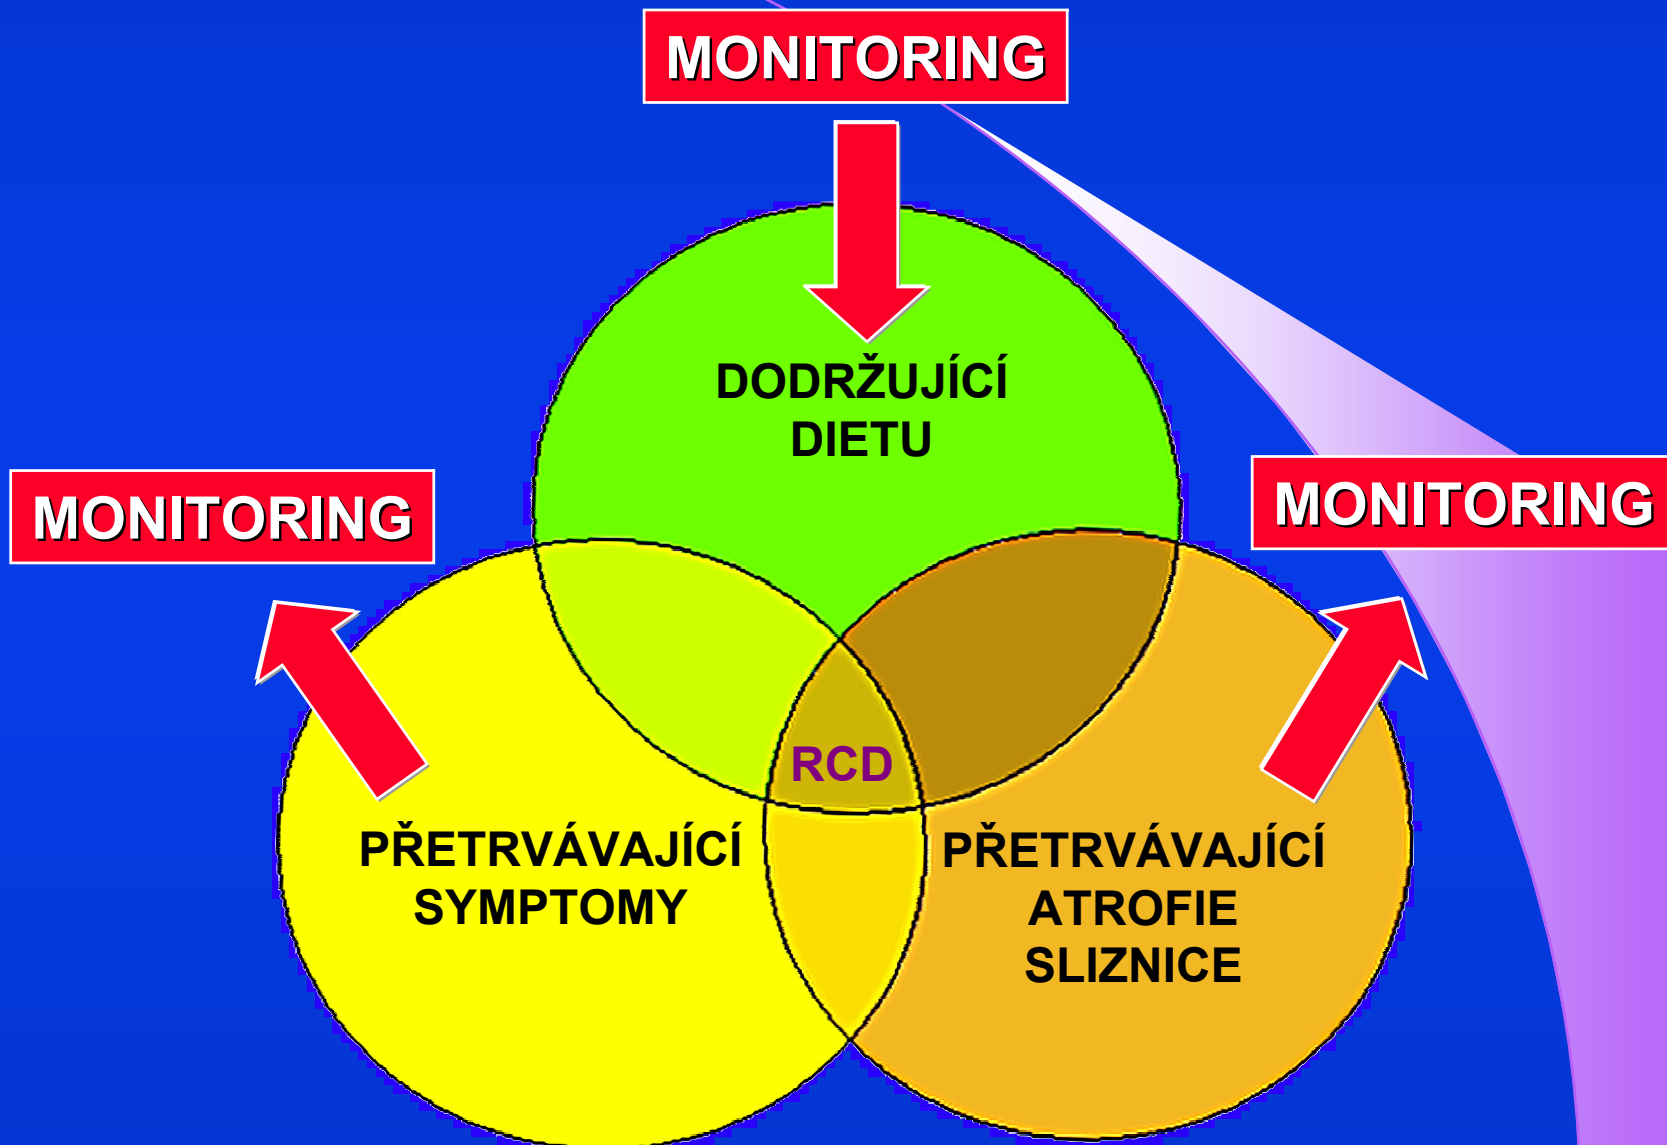 MONITORING
DODRŽUJÍCÍ
DIETU
MONITORING
MONITORING
RCD
PŘETRVÁVAJÍCÍ
SYMPTOMY
PŘETRVÁVAJÍCÍ
ATROFIE
SLIZNICE